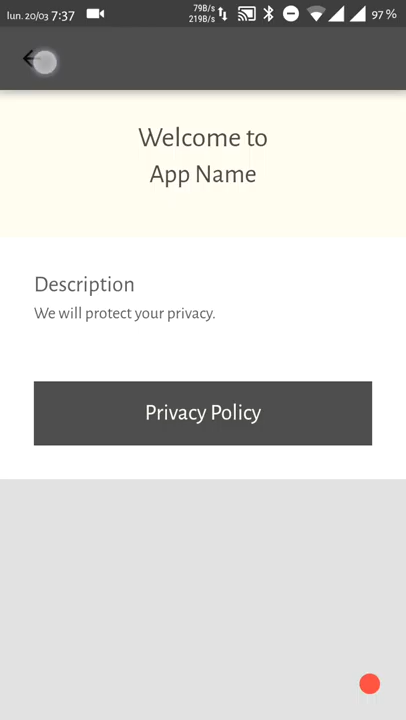 lun. 20/03 7:37
79B/s
219B/s
97 %
Welcome to
App Name
Description
We will protect your privacy.
Privacy Policy